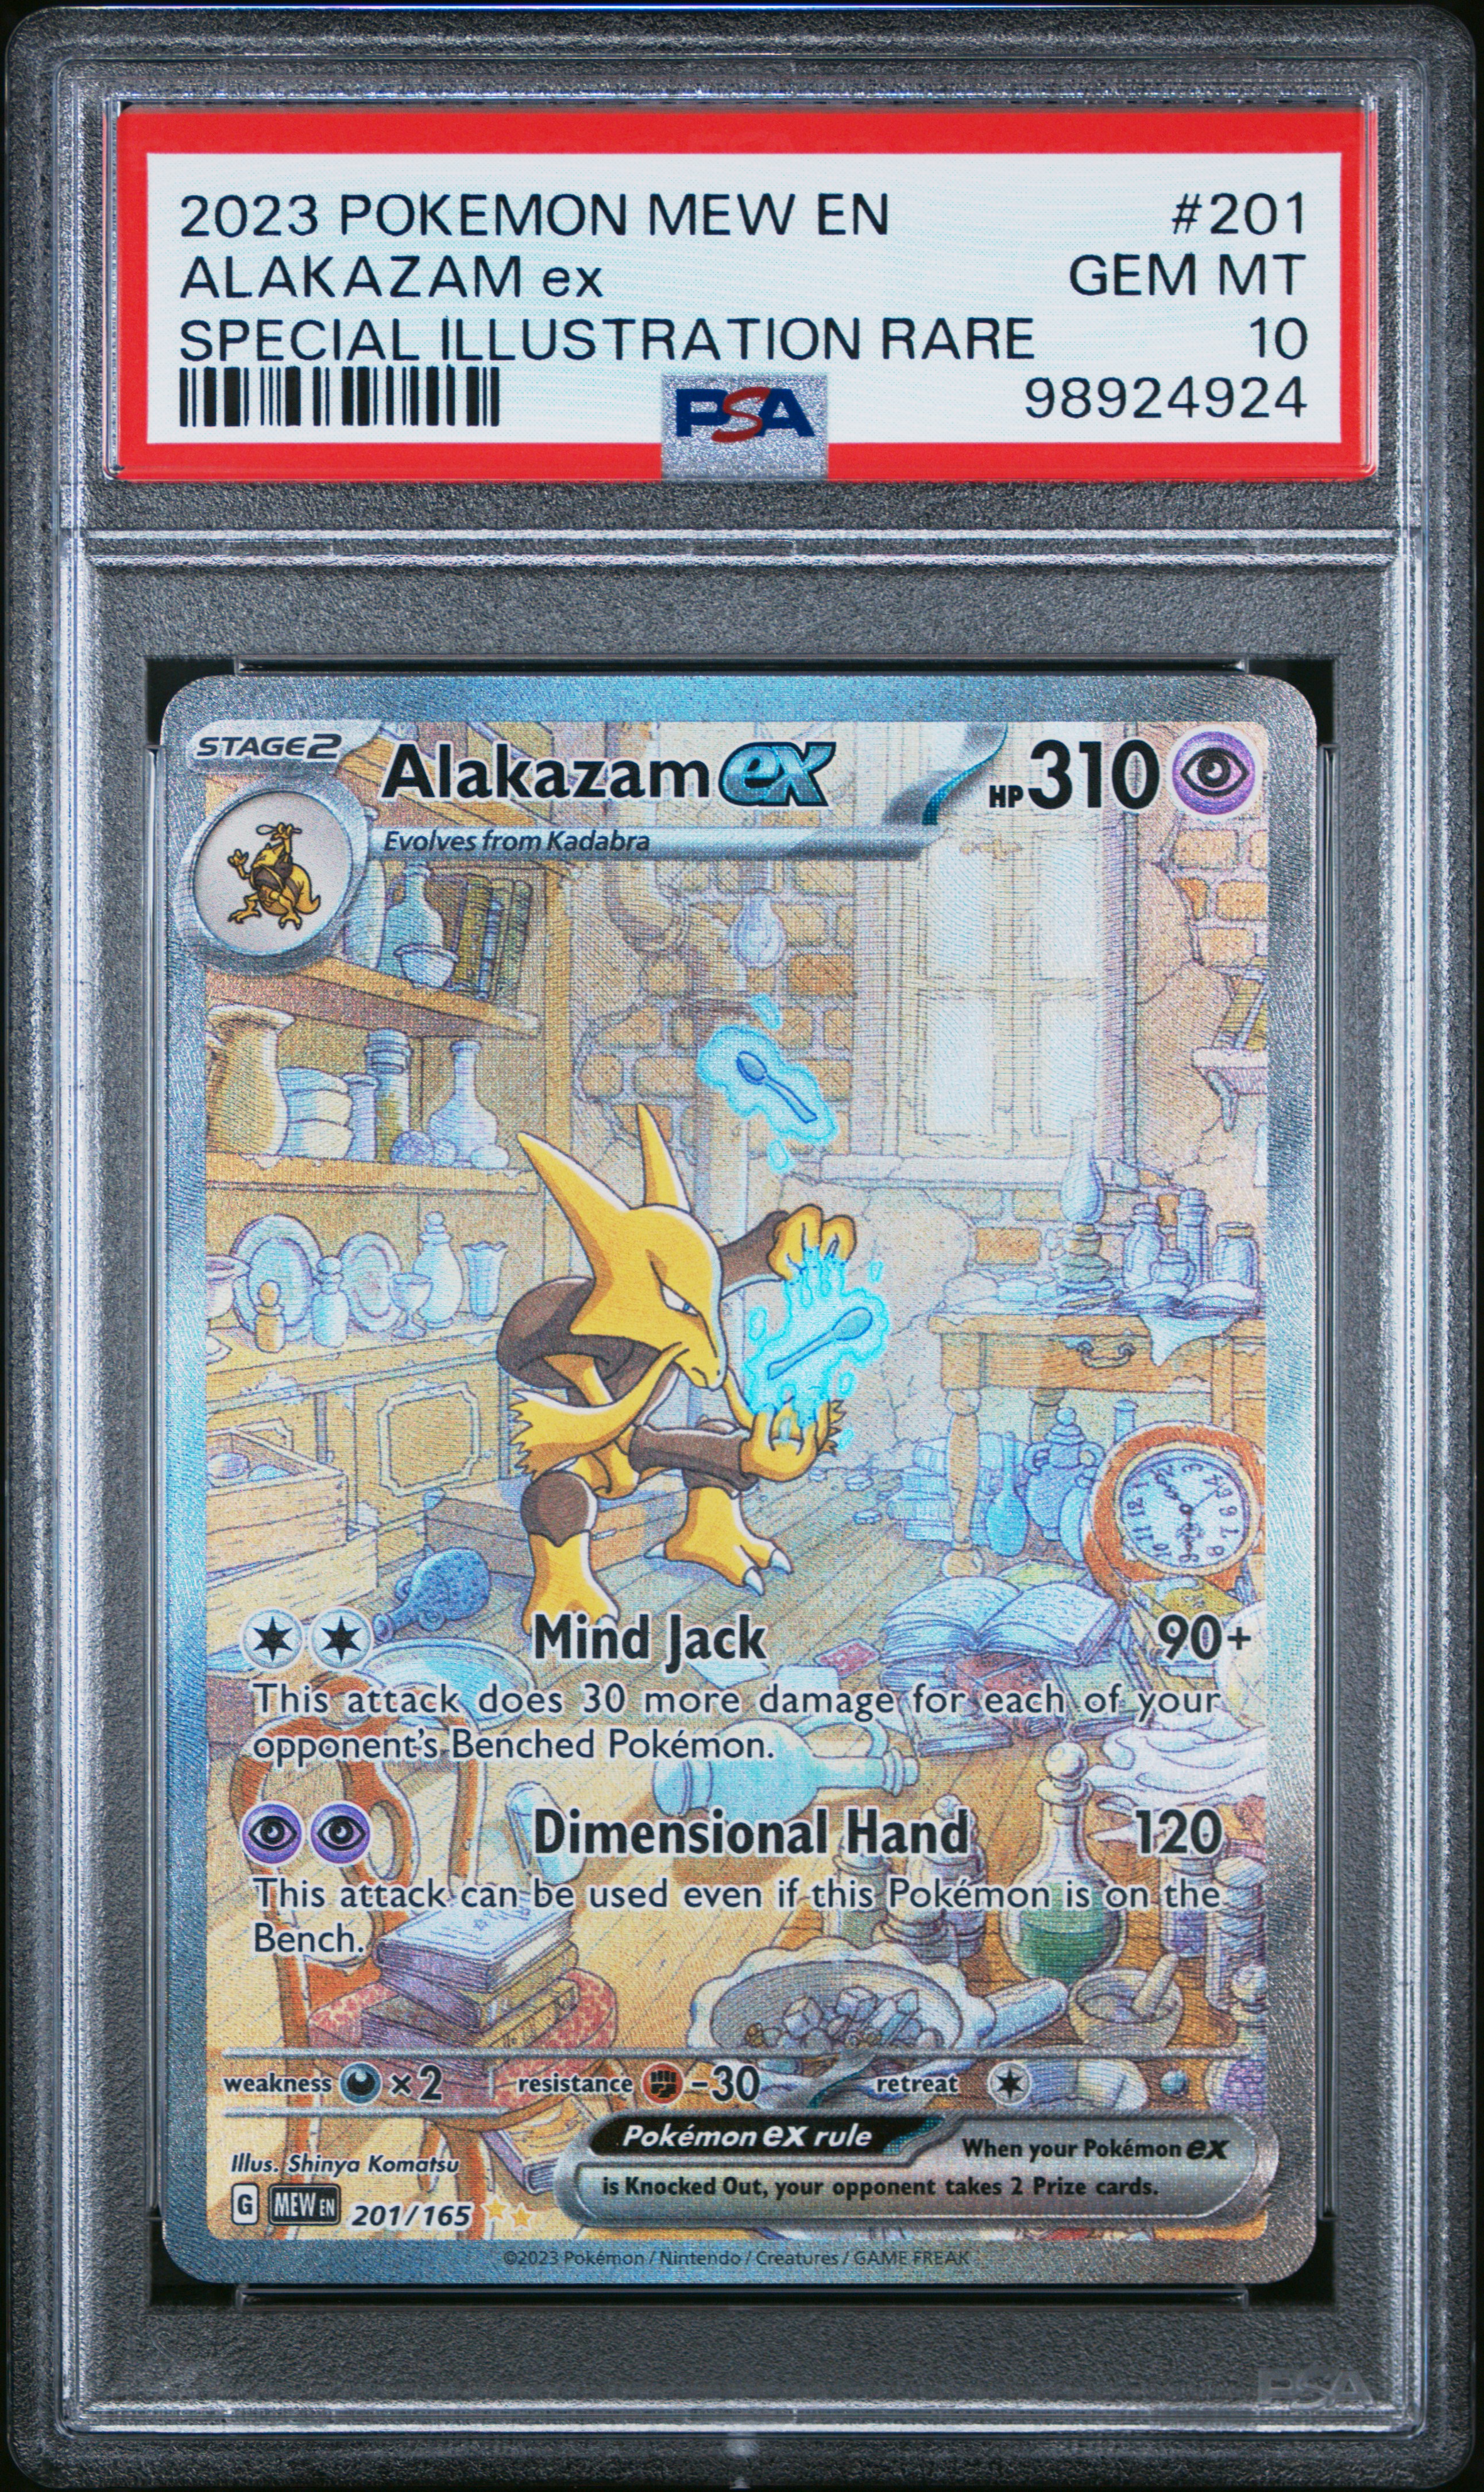 2023 POKEMON MEW EN #201
ALAKAZAM ex GEM MT
SPECIAL ILLUSTRATION RARE 10
PSA 98924924
STAGE2 Alakazam ex HP310
Evolves from Kadabra
Mind Jack 90+
This attack does 30 more damage for each of your
opponent's Benched Pokémon.
Dimensional Hand 120
This attack can be used even if this Pokémon is on the
Bench.
weakness ×2 resistance -30 retreat
Pokémon ex rule When your Pokémon ex
is Knocked Out, your opponent takes 2 Prize cards.
Illus. Shinya Komatsu
G MEW EN 201/165
©2023 Pokémon / Nintendo / Creatures / GAME FREAK
PSA